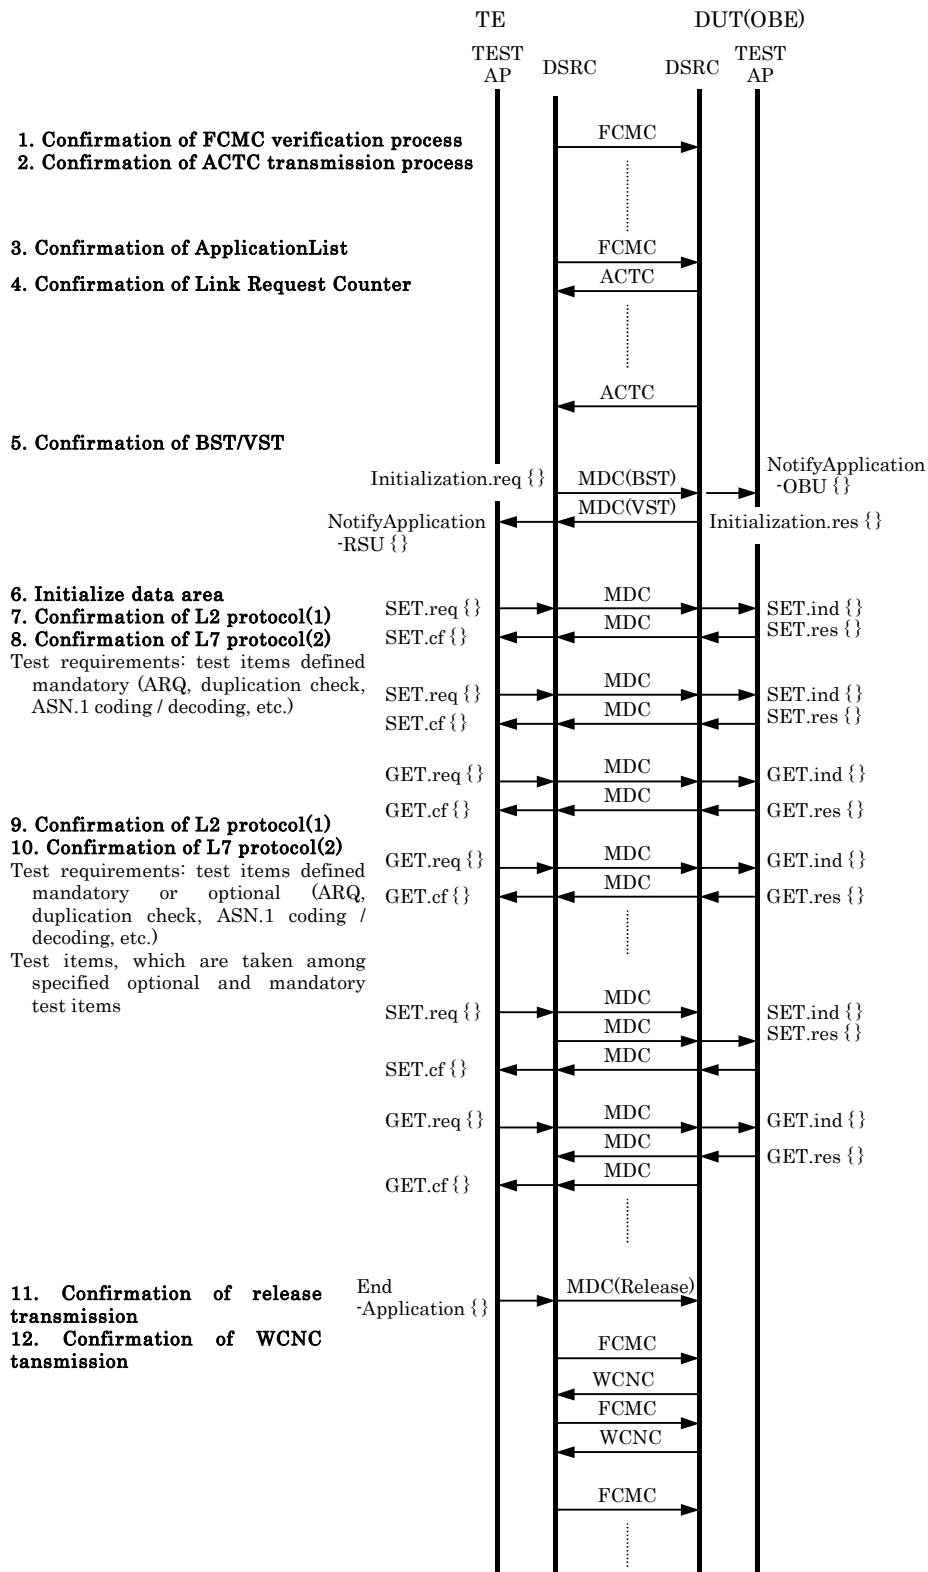 TE DUT(OBE)
TEST AP DSRC DSRC TEST AP
1. Confirmation of FCMC verification process
2. Confirmation of ACTC transmission process
FCMC
3. Confirmation of ApplicationList
FCMC
4. Confirmation of Link Request Counter
ACTC
ACTC
5. Confirmation of BST/VST
Initialization.req {} MDC(BST) NotifyApplication
-OBU {}
NotifyApplication MDC(VST) Initialization.res {}
-RSU {}
6. Initialize data area
7. Confirmation of L2 protocol(1)
8. Confirmation of L7 protocol(2)
Test requirements: test items defined
mandatory (ARQ, duplication check,
ASN.1 coding / decoding, etc.)
SET.req {} MDC SET.ind {}
SET.cf {} MDC SET.res {}
SET.req {} MDC SET.ind {}
SET.cf {} MDC SET.res {}
GET.req {} MDC GET.ind {}
GET.cf {} MDC GET.res {}
9. Confirmation of L2 protocol(1)
10. Confirmation of L7 protocol(2)
Test requirements: test items defined
mandatory or optional (ARQ,
duplication check, ASN.1 coding /
decoding, etc.)
Test items, which are taken among
specified optional and mandatory
test items
GET.req {} MDC GET.ind {}
GET.cf {} MDC GET.res {}
SET.req {} MDC SET.ind {}
MDC SET.res {}
SET.cf {} MDC
GET.req {} MDC GET.ind {}
MDC GET.res {}
GET.cf {} MDC
11. Confirmation of release
transmission
12. Confirmation of WCNC
tansmission
End
-Application {}
MDC(Release)
FCMC
WCNC
FCMC
WCNC
FCMC